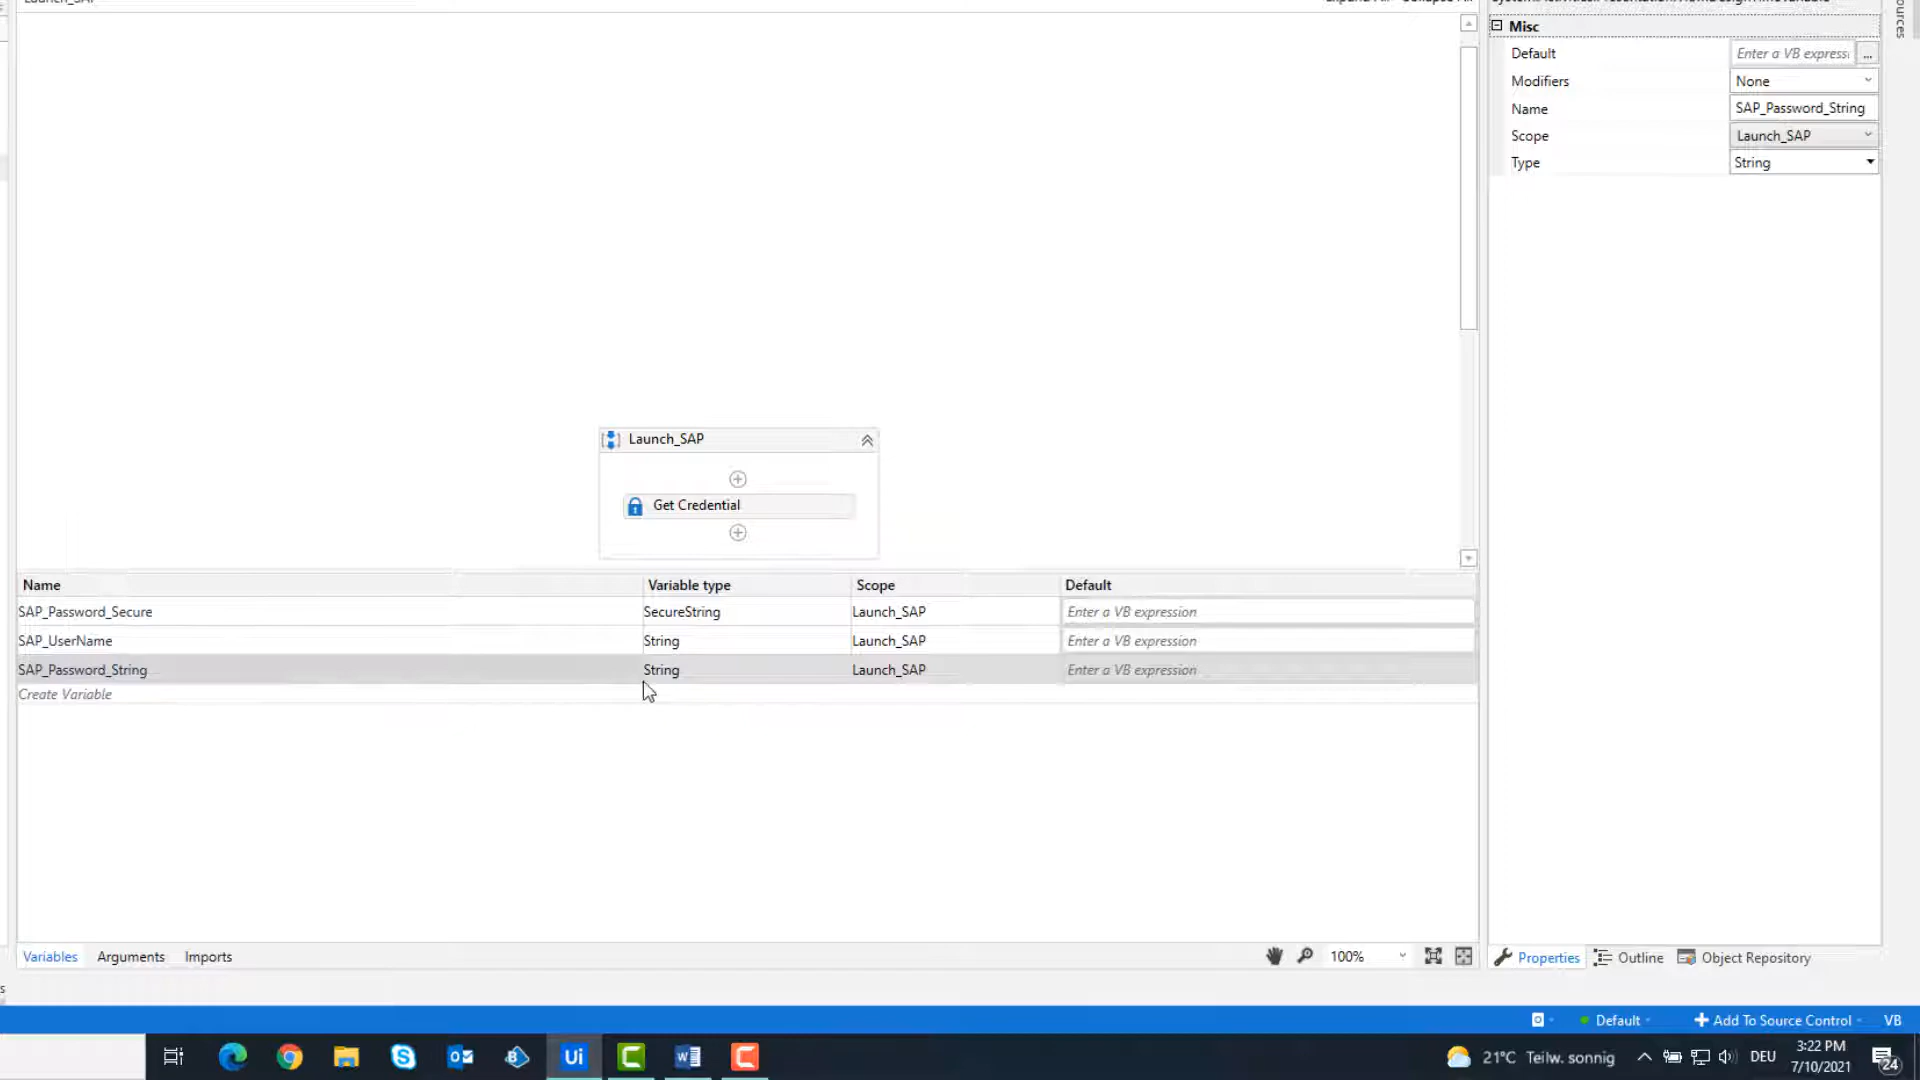 Launch_SAP
Misc
Default Enter a VB express
Modifiers None
Name SAP_Password_String
Scope Launch_SAP
Type String
Launch_SAP
Get Credential
Name Variable type Scope Default
SAP_Password_Secure SecureString Launch_SAP Enter a VB expression
SAP_UserName String Launch_SAP Enter a VB expression
SAP_Password_String String Launch_SAP Enter a VB expression
Create Variable
Variables Arguments Imports 100% Properties Outline Object Repository
Default Add To Source Control VB
Ui
21°C Teilw. sonnig DEU 3:22 PM
7/10/2021
24